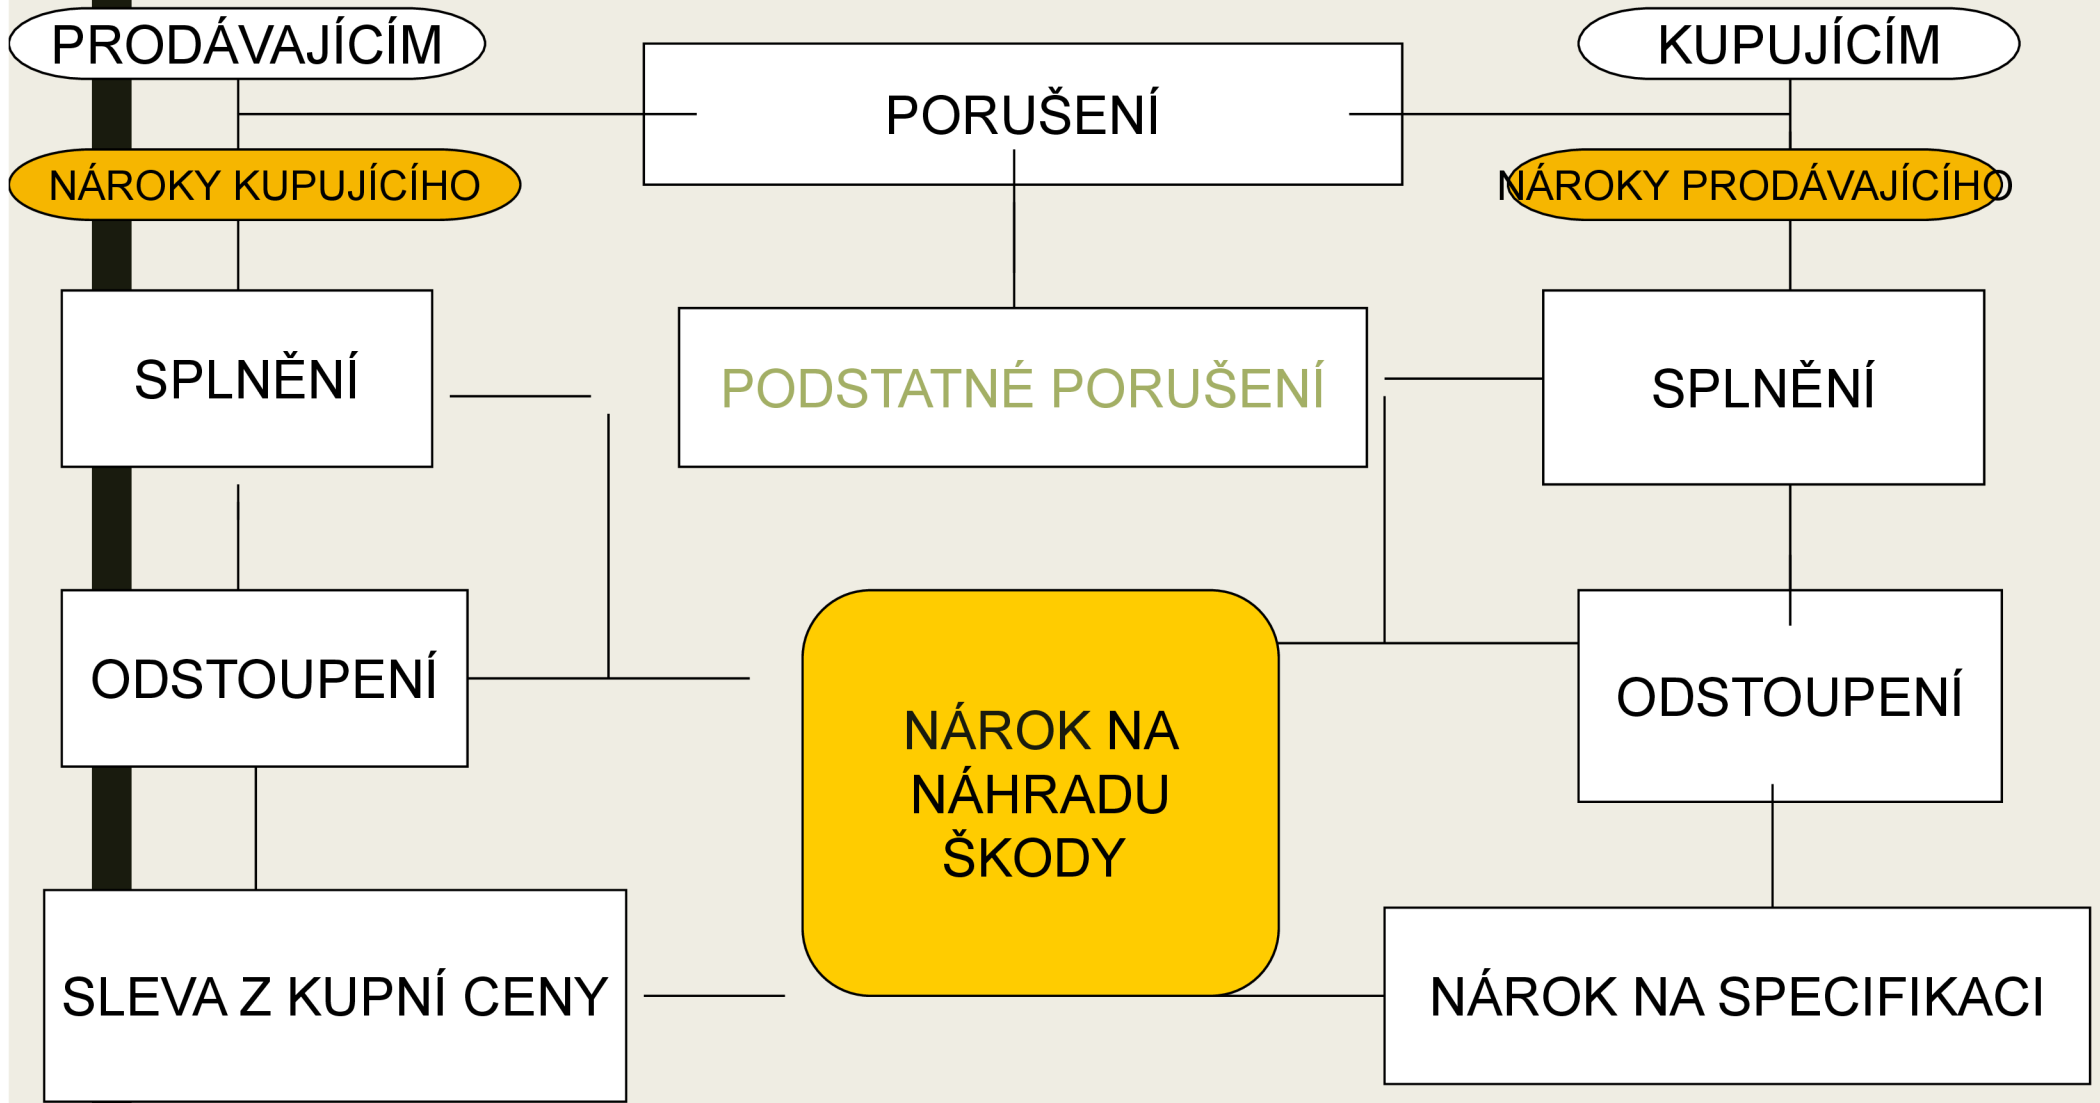 PRODÁVAJÍCÍM
KUPUJÍCÍM
PORUŠENÍ
NÁROKY KUPUJÍCÍHO
NÁROKY PRODÁVAJÍCÍHO
SPLNĚNÍ
PODSTATNÉ PORUŠENÍ
SPLNĚNÍ
ODSTOUPENÍ
NÁROK NA
NÁHRADU
ŠKODY
ODSTOUPENÍ
SLEVA Z KUPNÍ CENY
NÁROK NA SPECIFIKACI